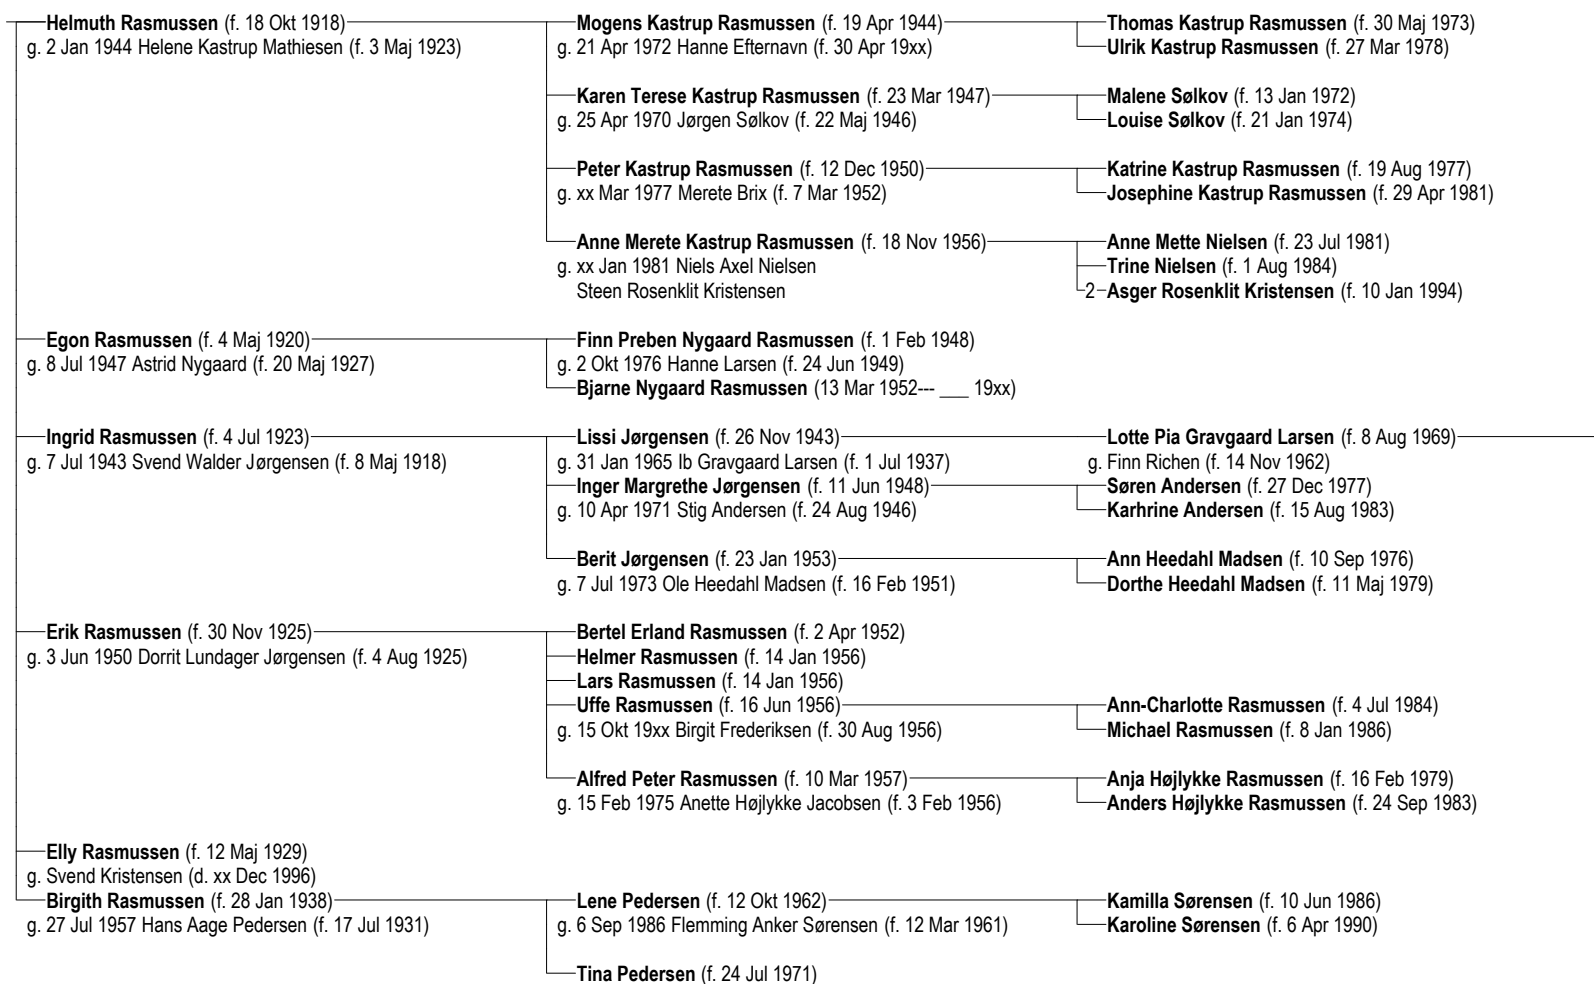 Helmuth Rasmussen (f. 18 Okt 1918) Mogens Kastrup Rasmussen (f. 19 Apr 1944) Thomas Kastrup Rasmussen (f. 30 Maj 1973)
g. 2 Jan 1944 Helene Kastrup Mathiesen (f. 3 Maj 1923) g. 21 Apr 1972 Hanne Efternavn (f. 30 Apr 19xx) Ulrik Kastrup Rasmussen (f. 27 Mar 1978)
Karen Terese Kastrup Rasmussen (f. 23 Mar 1947) Malene Sølkov (f. 13 Jan 1972)
g. 25 Apr 1970 Jørgen Sølkov (f. 22 Maj 1946) Louise Sølkov (f. 21 Jan 1974)
Peter Kastrup Rasmussen (f. 12 Dec 1950) Katrine Kastrup Rasmussen (f. 19 Aug 1977)
g. xx Mar 1977 Merete Brix (f. 7 Mar 1952) Josephine Kastrup Rasmussen (f. 29 Apr 1981)
Anne Merete Kastrup Rasmussen (f. 18 Nov 1956) Anne Mette Nielsen (f. 23 Jul 1981)
g. xx Jan 1981 Niels Axel Nielsen Trine Nielsen (f. 1 Aug 1984)
Steen Rosenklit Kristensen 2 Asger Rosenklit Kristensen (f. 10 Jan 1994)
Egon Rasmussen (f. 4 Maj 1920) Finn Preben Nygaard Rasmussen (f. 1 Feb 1948)
g. 8 Jul 1947 Astrid Nygaard (f. 20 Maj 1927) g. 2 Okt 1976 Hanne Larsen (f. 24 Jun 1949)
Bjarne Nygaard Rasmussen (13 Mar 1952--- ___ 19xx)
Ingrid Rasmussen (f. 4 Jul 1923) Lissi Jørgensen (f. 26 Nov 1943) Lotte Pia Gravgaard Larsen (f. 8 Aug 1969)
g. 7 Jul 1943 Svend Walder Jørgensen (f. 8 Maj 1918) g. 31 Jan 1965 Ib Gravgaard Larsen (f. 1 Jul 1937) g. Finn Richen (f. 14 Nov 1962)
Inger Margrethe Jørgensen (f. 11 Jun 1948) Søren Andersen (f. 27 Dec 1977)
g. 10 Apr 1971 Stig Andersen (f. 24 Aug 1946) Karhrine Andersen (f. 15 Aug 1983)
Berit Jørgensen (f. 23 Jan 1953) Ann Heedahl Madsen (f. 10 Sep 1976)
g. 7 Jul 1973 Ole Heedahl Madsen (f. 16 Feb 1951) Dorthe Heedahl Madsen (f. 11 Maj 1979)
Erik Rasmussen (f. 30 Nov 1925) Bertel Erland Rasmussen (f. 2 Apr 1952)
g. 3 Jun 1950 Dorrit Lundager Jørgensen (f. 4 Aug 1925) Helmer Rasmussen (f. 14 Jan 1956)
Lars Rasmussen (f. 14 Jan 1956)
Uffe Rasmussen (f. 16 Jun 1956) Ann-Charlotte Rasmussen (f. 4 Jul 1984)
g. 15 Okt 19xx Birgit Frederiksen (f. 30 Aug 1956) Michael Rasmussen (f. 8 Jan 1986)
Alfred Peter Rasmussen (f. 10 Mar 1957) Anja Højlykke Rasmussen (f. 16 Feb 1979)
g. 15 Feb 1975 Anette Højlykke Jacobsen (f. 3 Feb 1956) Anders Højlykke Rasmussen (f. 24 Sep 1983)
Elly Rasmussen (f. 12 Maj 1929)
g. Svend Kristensen (d. xx Dec 1996)
Birgith Rasmussen (f. 28 Jan 1938) Lene Pedersen (f. 12 Okt 1962) Kamilla Sørensen (f. 10 Jun 1986)
g. 27 Jul 1957 Hans Aage Pedersen (f. 17 Jul 1931) g. 6 Sep 1986 Flemming Anker Sørensen (f. 12 Mar 1961) Karoline Sørensen (f. 6 Apr 1990)
Tina Pedersen (f. 24 Jul 1971)